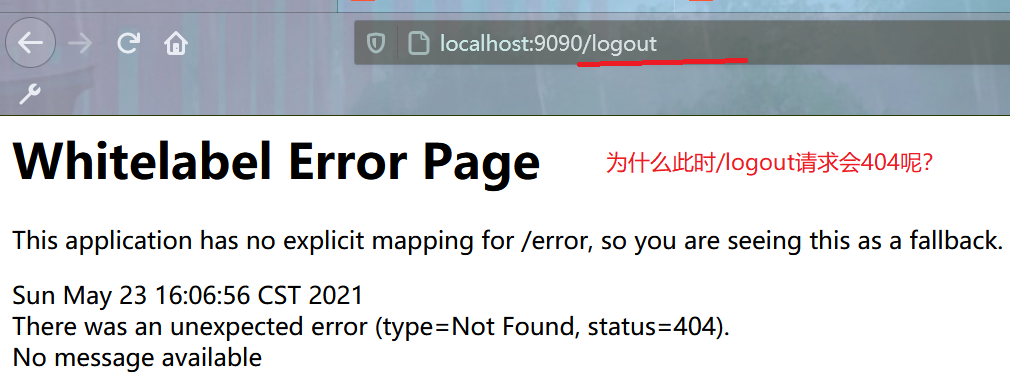 localhost:9090/logout
Whitelabel Error Page
为什么此时/logout请求会404呢?
This application has no explicit mapping for /error, so you are seeing this as a fallback.
Sun May 23 16:06:56 CST 2021
There was an unexpected error (type=Not Found, status=404).
No message available